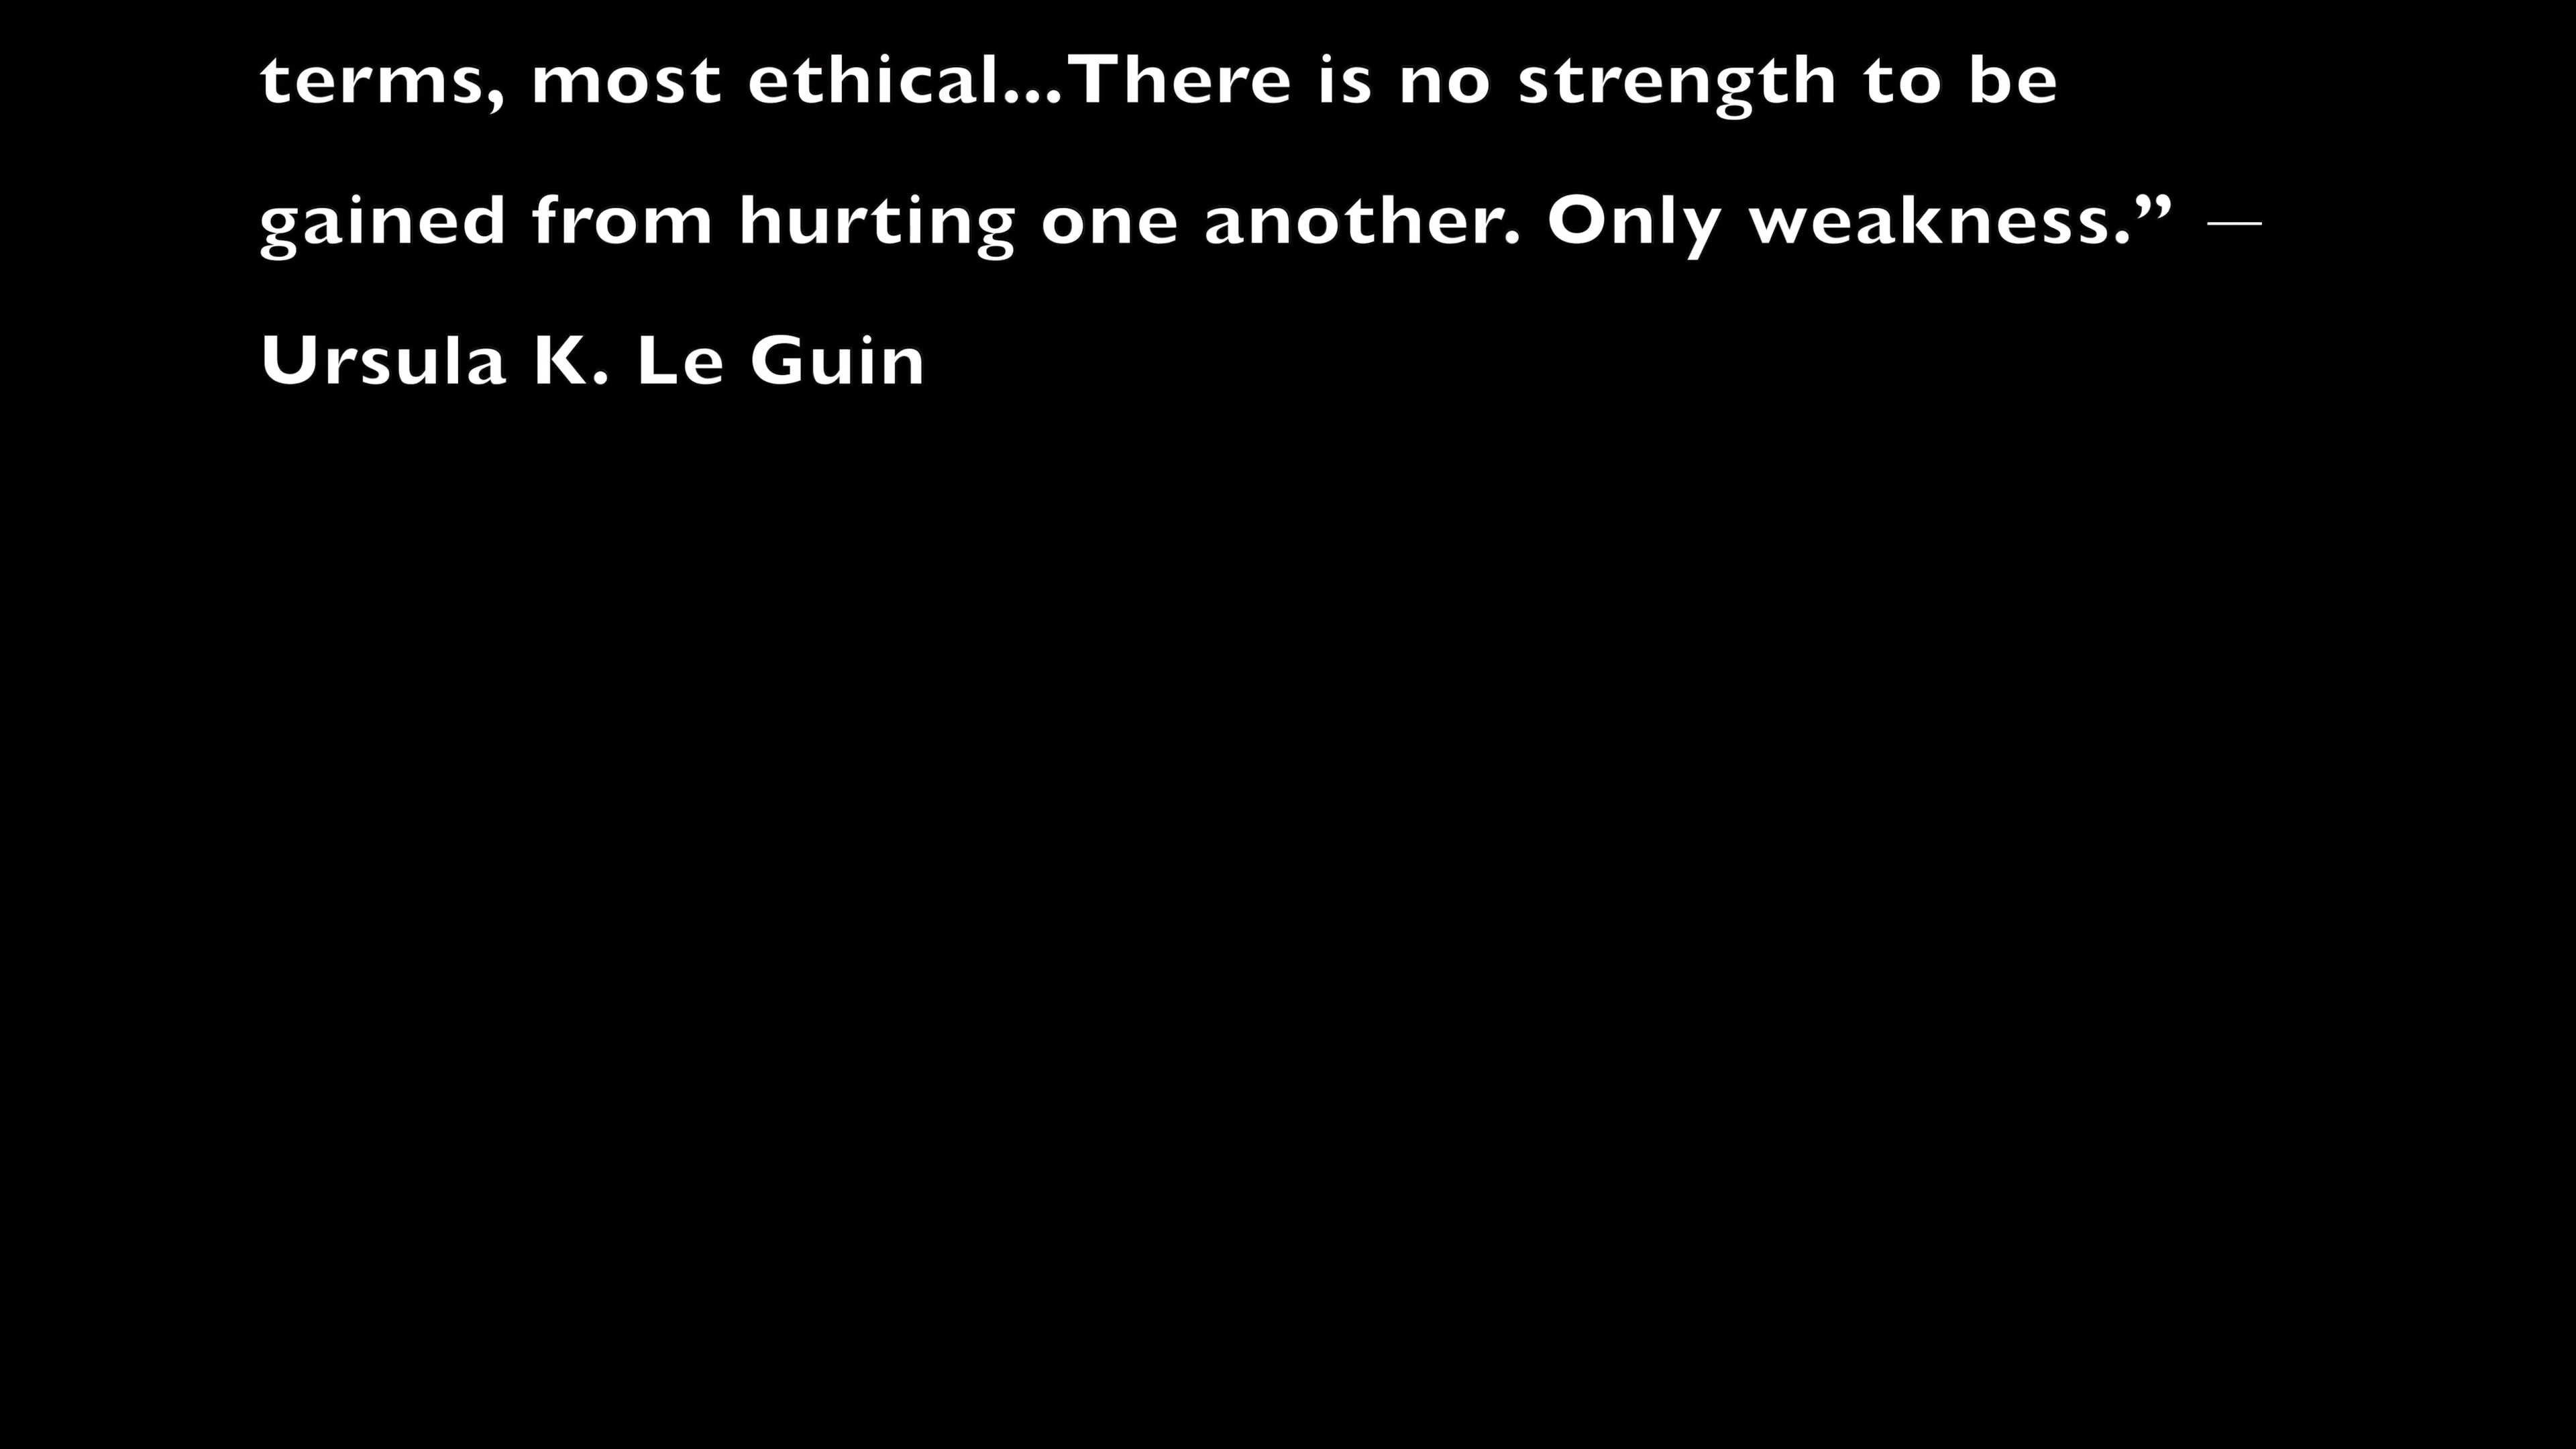 terms, most ethical...There is no strength to be
gained from hurting one another. Only weakness.” —
Ursula K. Le Guin